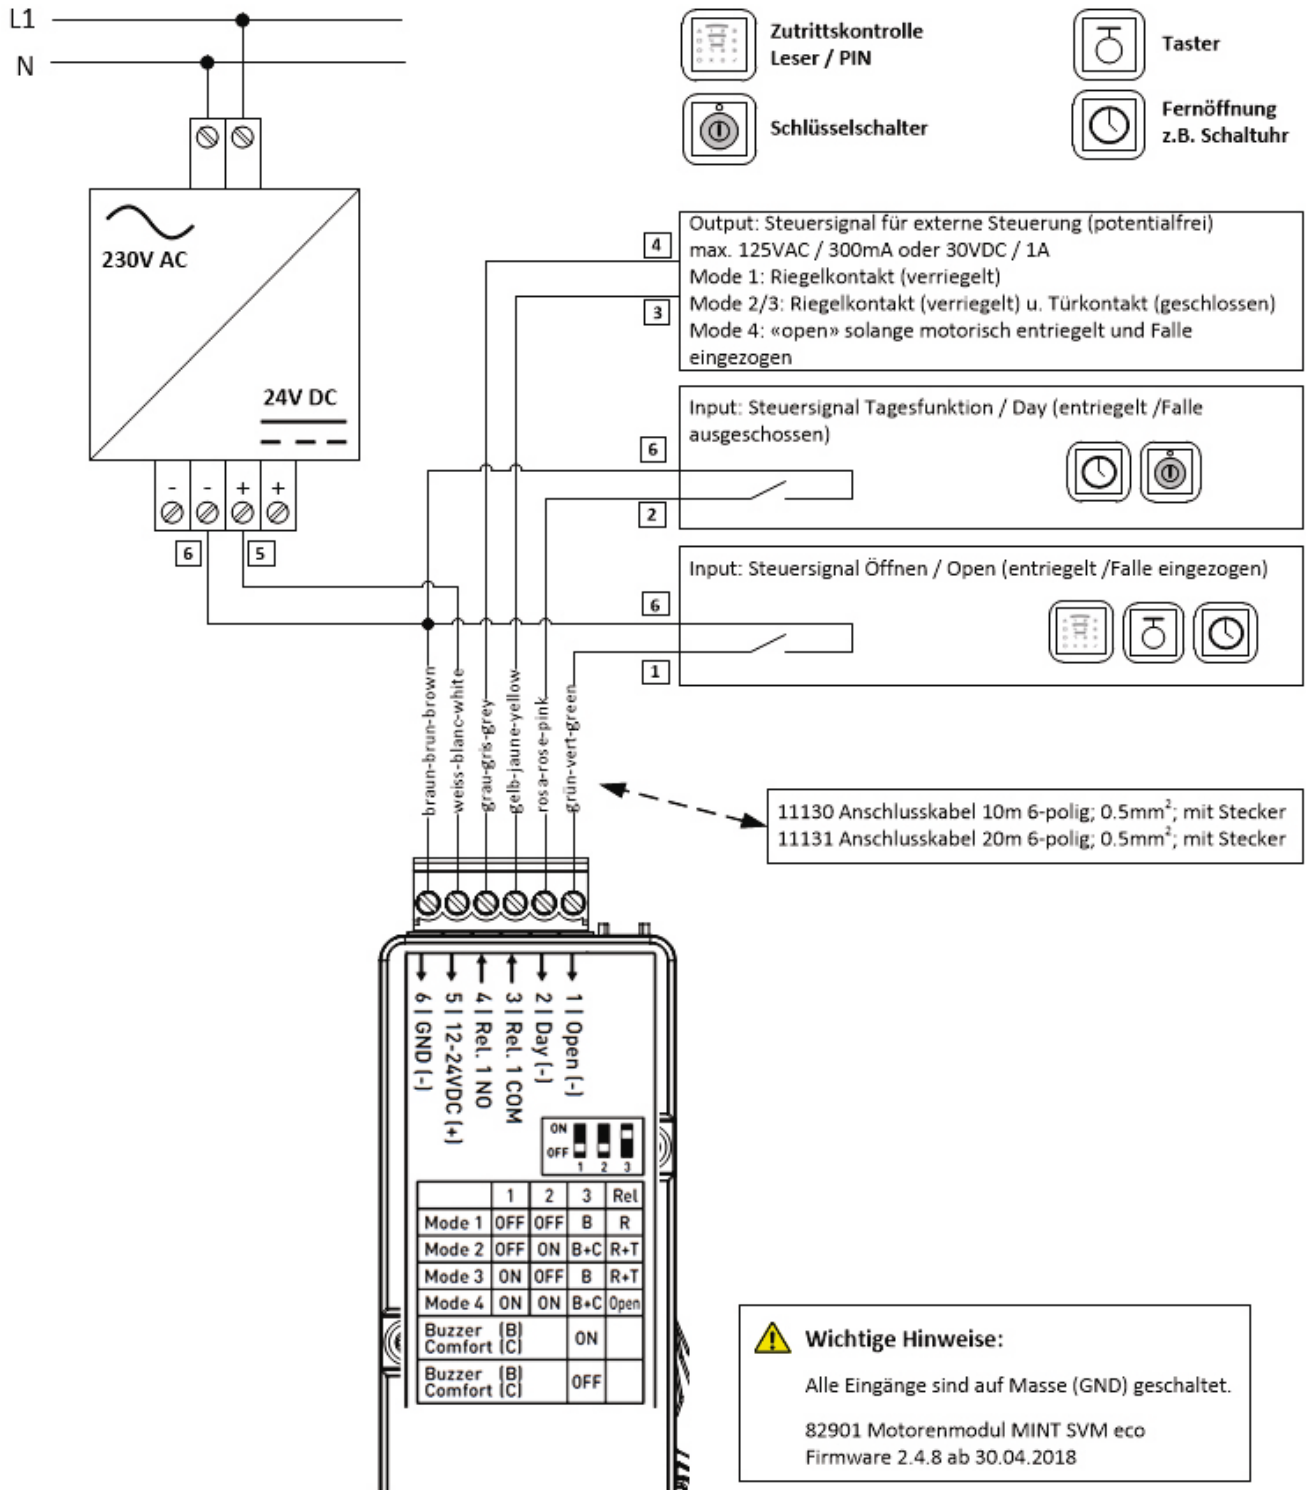 L1
N
Zutrittskontrolle
Leser / PIN
Taster
Schlüsselschalter
Fernöffnung
z.B. Schaltuhr
230V AC
24V DC
- - + +
6
5
4
3
Output: Steuersignal für externe Steuerung (potentialfrei)
max. 125VAC / 300mA oder 30VDC / 1A
Mode 1: Riegelkontakt (verriegelt)
Mode 2/3: Riegelkontakt (verriegelt) u. Türkontakt (geschlossen)
Mode 4: «open» solange motorisch entriegelt und Falle
eingezogen
6
2
Input: Steuersignal Tagesfunktion / Day (entriegelt /Falle
ausgeschossen)
6
1
Input: Steuersignal Öffnen / Open (entriegelt /Falle eingezogen)
braun-brun-brown
weiss-blanc-white
grau-gris-grey
gelb-jaune-yellow
rosa-rose-pink
grün-vert-green
11130 Anschlusskabel 10m 6-polig; 0.5mm²; mit Stecker
11131 Anschlusskabel 20m 6-polig; 0.5mm²; mit Stecker
6 | GND (-)
5 | 12-24VDC (+)
4 | Rel. 1 NO
3 | Rel. 1 COM
2 | Day (-)
1 | Open (-)
ON
OFF
1 2 3
1 2 3 Rel
Mode 1 OFF OFF B R
Mode 2 OFF ON B+C R+T
Mode 3 ON OFF B R+T
Mode 4 ON ON B+C Open
Buzzer (B)
Comfort (C) ON
Buzzer (B)
Comfort (C) OFF
Wichtige Hinweise:
Alle Eingänge sind auf Masse (GND) geschaltet.
82901 Motorenmodul MINT SVM eco
Firmware 2.4.8 ab 30.04.2018